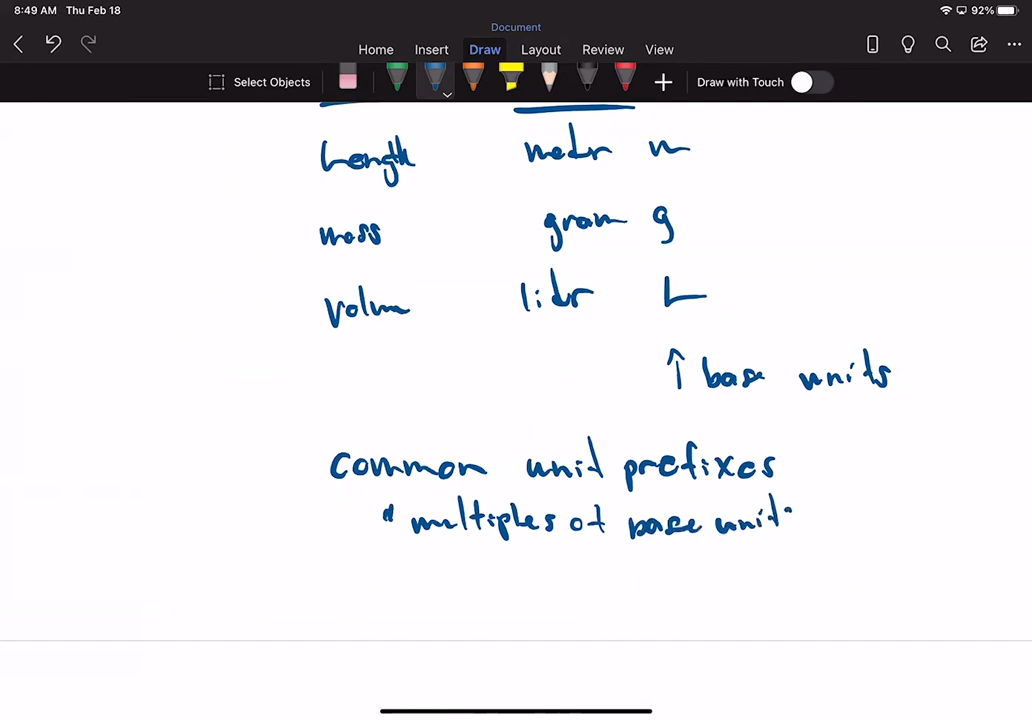 8:49 AM Thu Feb 18 92%
Document
Home Insert Draw Layout Review View
Select Objects Draw with Touch
Length meter m
mass gram g
volume liter L
↑ base units
common unit prefixes
"multiples of base unit"